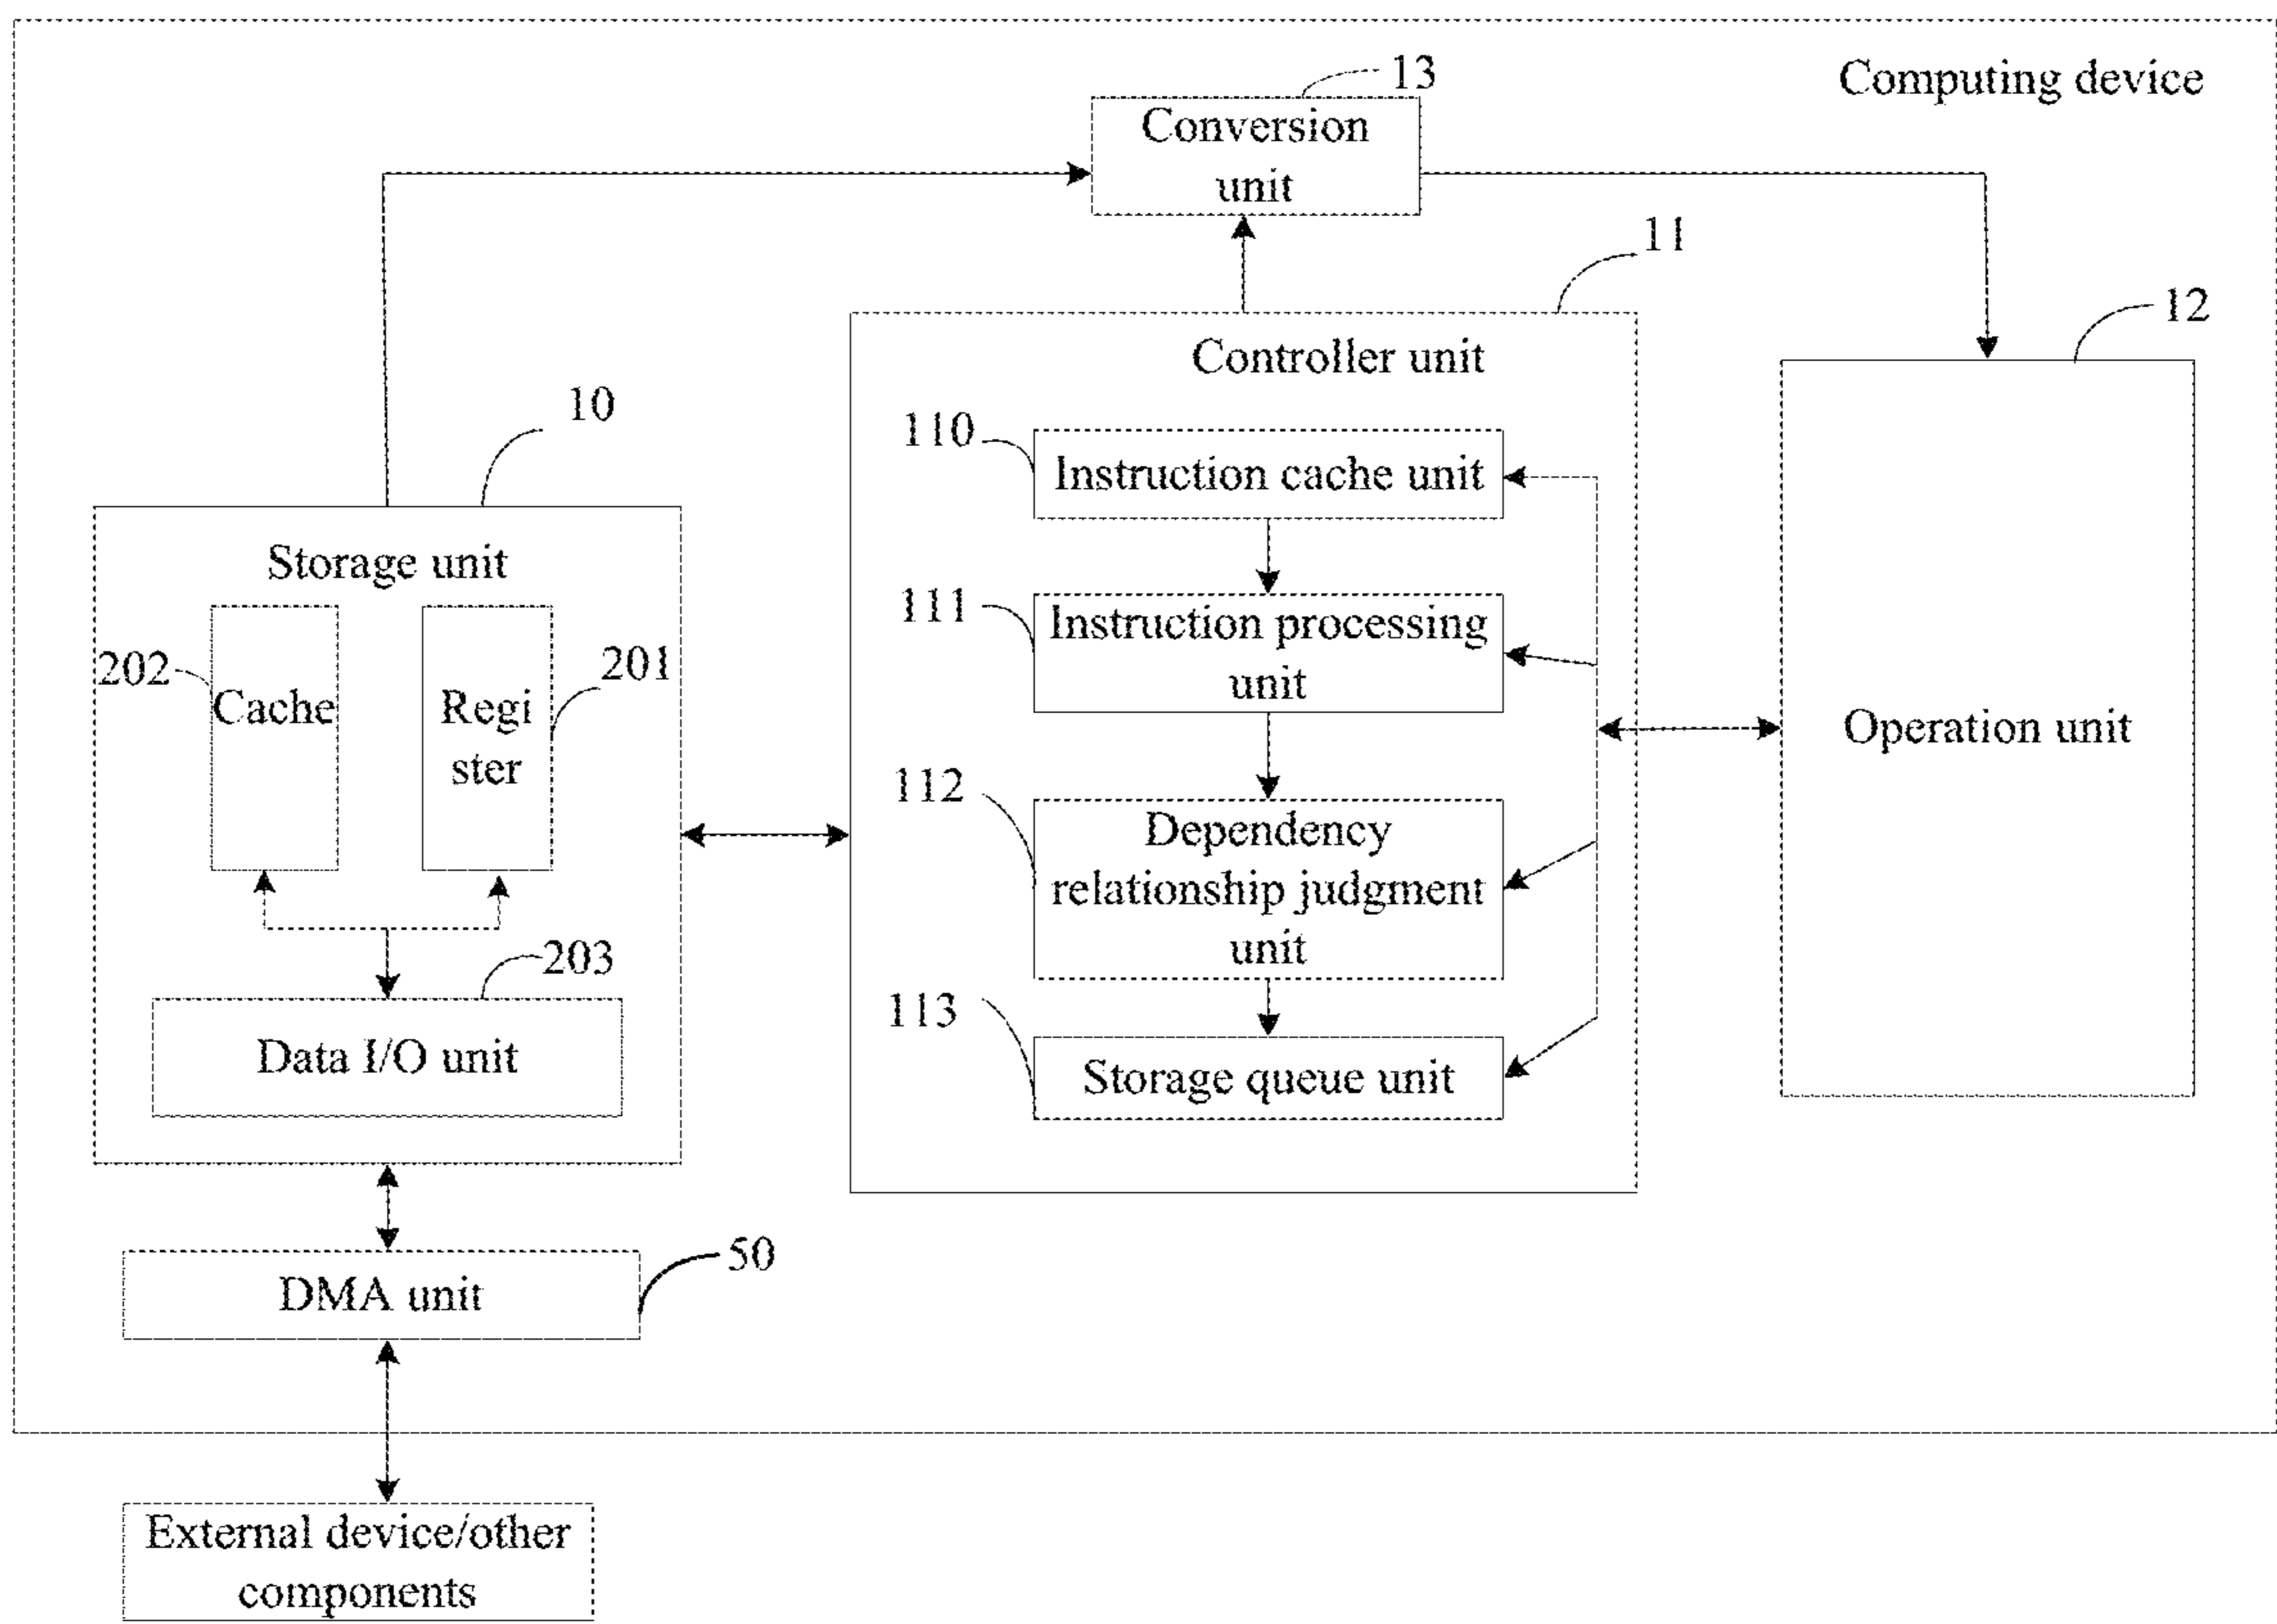 Computing device
13
Conversion
unit
11
Controller unit
12
Operation unit
10
Storage unit
202
Cache
201
Regi
ster
203
Data I/O unit
110
Instruction cache unit
111
Instruction processing
unit
112
Dependency
relationship judgment
unit
113
Storage queue unit
50
DMA unit
External device/other
components